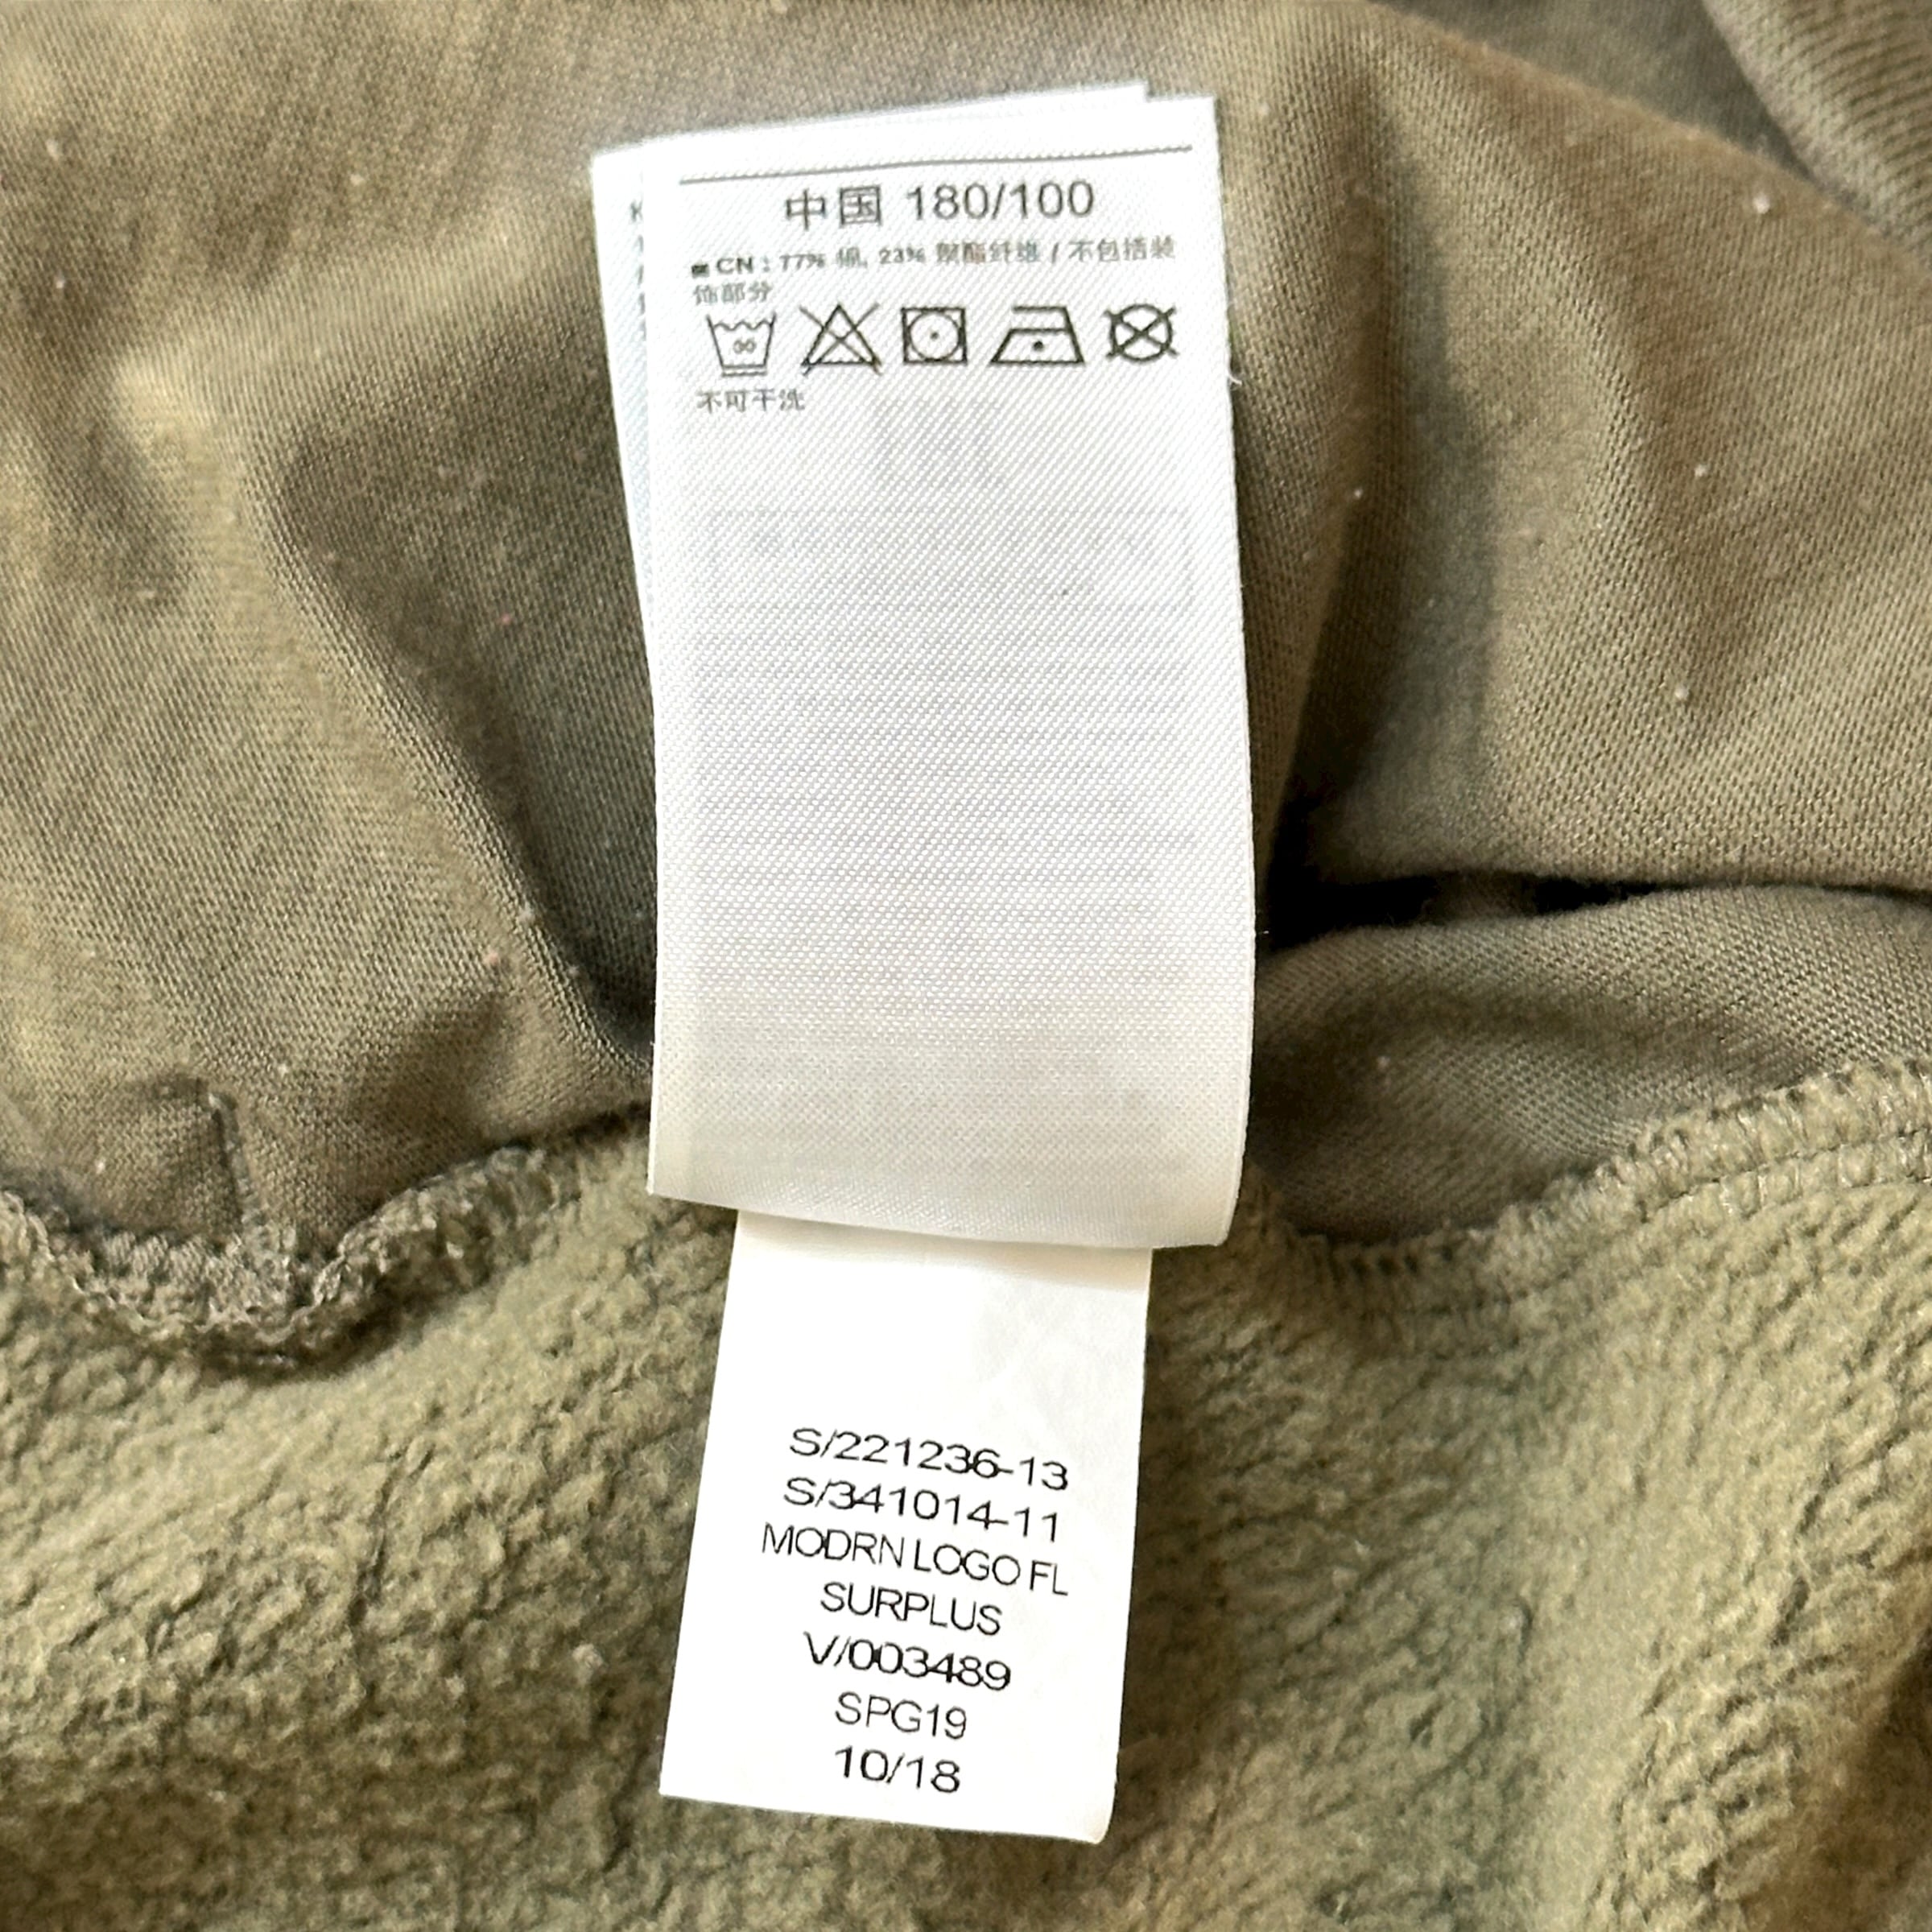 中国 180/100
CN : 77% 棉, 23% 聚酯纤维 / 不包括装
饰部分
30
不可干洗
S/221236-13
S/341014-11
MODRN LOGO FL
SURPLUS
V/003489
SPG19
10/18